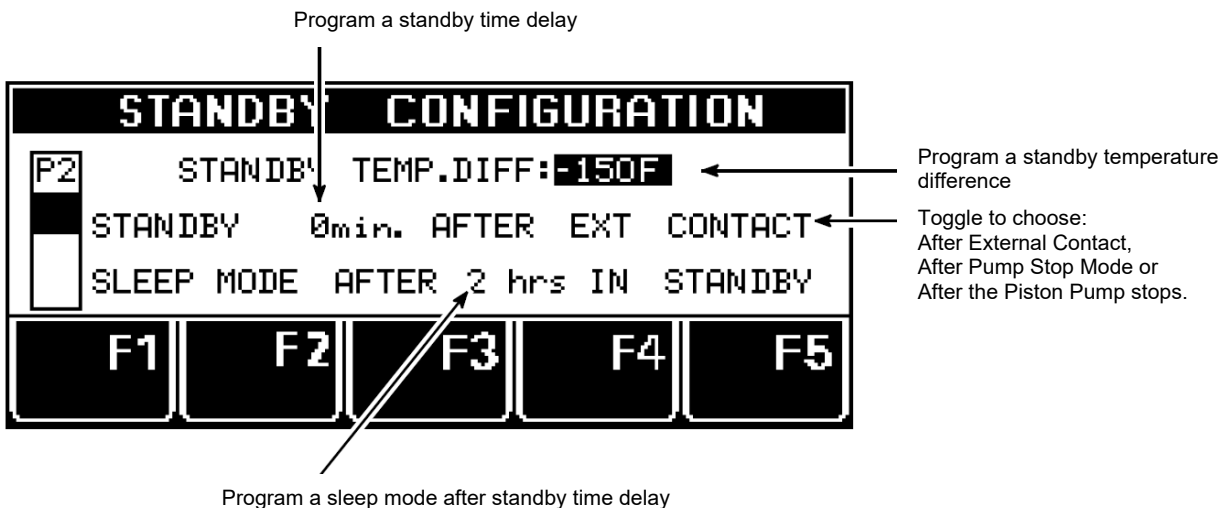 Program a standby time delay
STANDBY CONFIGURATION
P2
STANDBY TEMP.DIFF:-150F
Program a standby temperature
difference
STANDBY 0min. AFTER EXT CONTACT
Toggle to choose:
After External Contact,
After Pump Stop Mode or
After the Piston Pump stops.
SLEEP MODE AFTER 2 hrs IN STANDBY
F1 F2 F3 F4 F5
Program a sleep mode after standby time delay